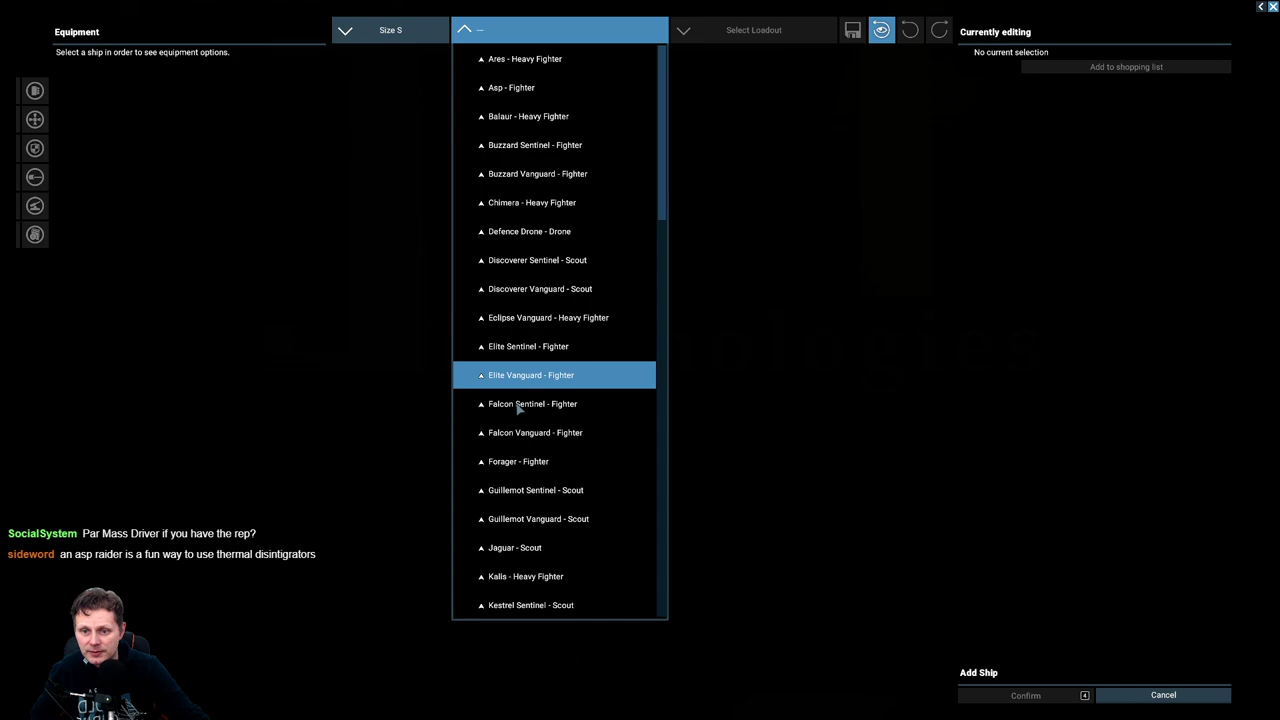 Equipment
Select a ship in order to see equipment options.
Size S
--
Select Loadout
Currently editing
No current selection
Add to shopping list
Ares - Heavy Fighter
Asp - Fighter
Balaur - Heavy Fighter
Buzzard Sentinel - Fighter
Buzzard Vanguard - Fighter
Chimera - Heavy Fighter
Defence Drone - Drone
Discoverer Sentinel - Scout
Discoverer Vanguard - Scout
Eclipse Vanguard - Heavy Fighter
Elite Sentinel - Fighter
Elite Vanguard - Fighter
Falcon Sentinel - Fighter
Falcon Vanguard - Fighter
Forager - Fighter
Guillemot Sentinel - Scout
Guillemot Vanguard - Scout
Jaguar - Scout
Kalis - Heavy Fighter
Kestrel Sentinel - Scout
SocialSystem Par Mass Driver if you have the rep?
sideword an asp raider is a fun way to use thermal disintigrators
Add Ship
Confirm 4
Cancel